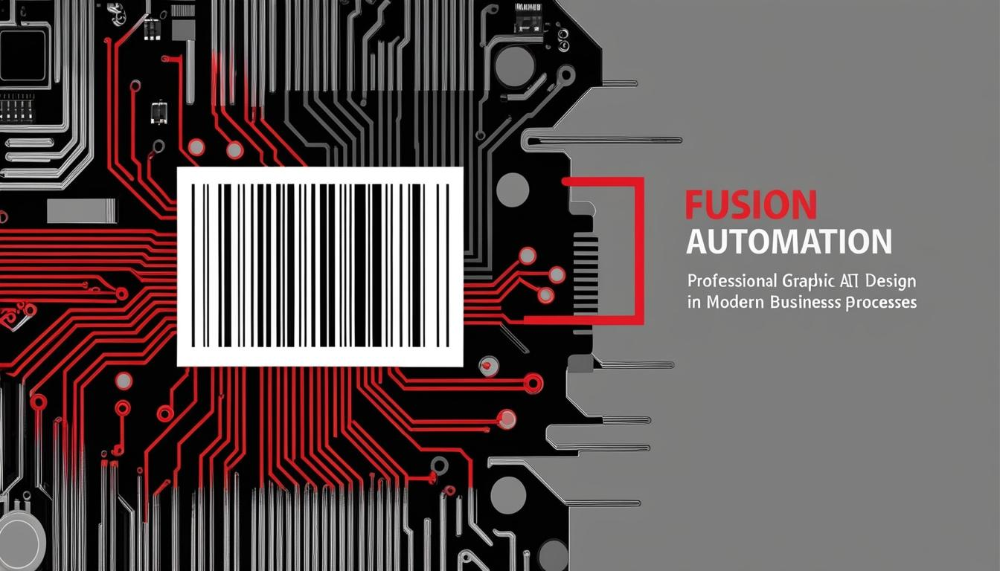 FUSION
AUTOMATION
Professional Graphic Design
in Modern Businesss processes